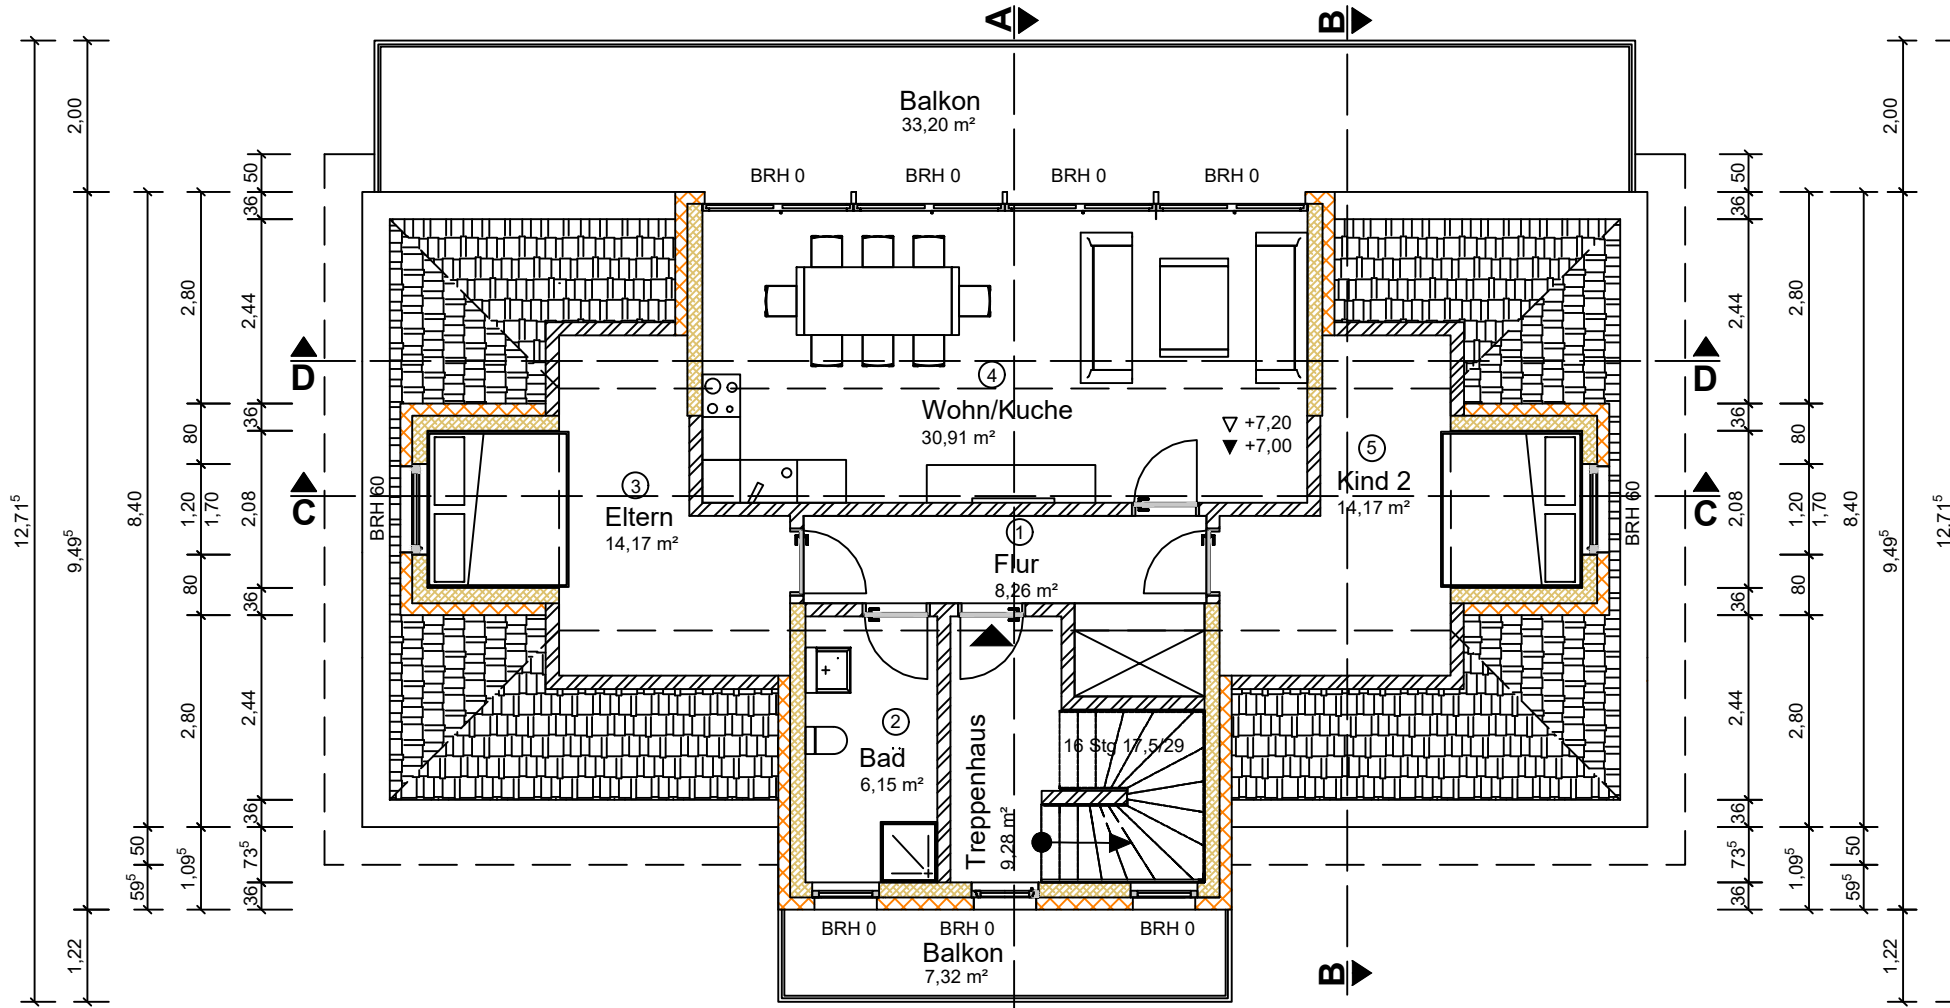 A
B
Balkon
33,20 m²
BRH 0
BRH 0
BRH 0
BRH 0
12,71⁵
2,00
9,49⁵
1,22
8,40
50
59⁵
2,80
80
1,20
1,70
80
2,80
1,09⁵
50
36
2,44
36
2,08
36
2,44
36
73⁵
36
D
C
BRH 60
3
Eltern
14,17 m²
4
Wohn/Kuche
30,91 m²
+7,20
+7,00
5
Kind 2
14,17 m²
BRH 60
1
Flur
8,26 m²
2
Bad
6,15 m²
Treppenhaus
9,28 m²
16 Stg 17,5/29
BRH 0
BRH 0
BRH 0
Balkon
7,32 m²
B
D
C
50
36
2,44
36
2,08
36
2,44
36
73⁵
36
2,80
80
1,20
1,70
80
2,80
1,09⁵
8,40
50
59⁵
2,00
9,49⁵
1,22
12,71⁵